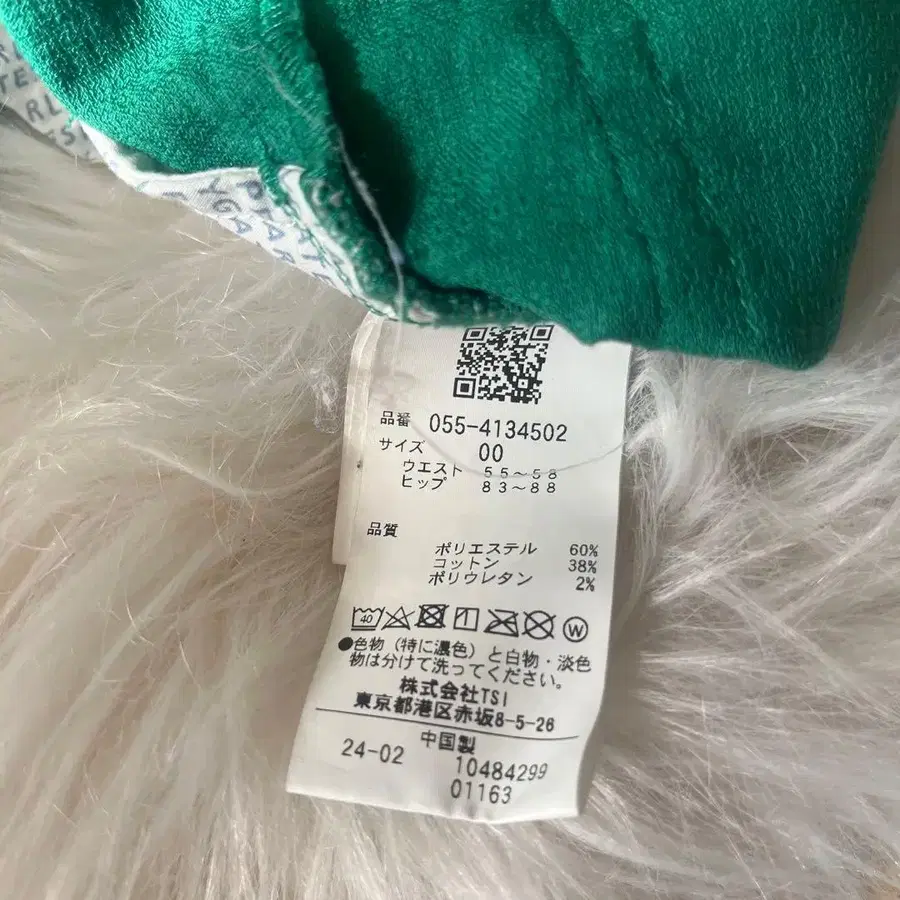 品番 055-4134502
サイズ 00
ウエスト 55~58
ヒップ 83~88
品質
ポリエステル 60%
コットン 38%
ポリウレタン 2%
40 W
●色物(特に濃色)と白物・淡色
物は分けて洗ってください。
株式会社TSI
東京都港区赤坂8-5-26
中国製
24-02 10484299
01163